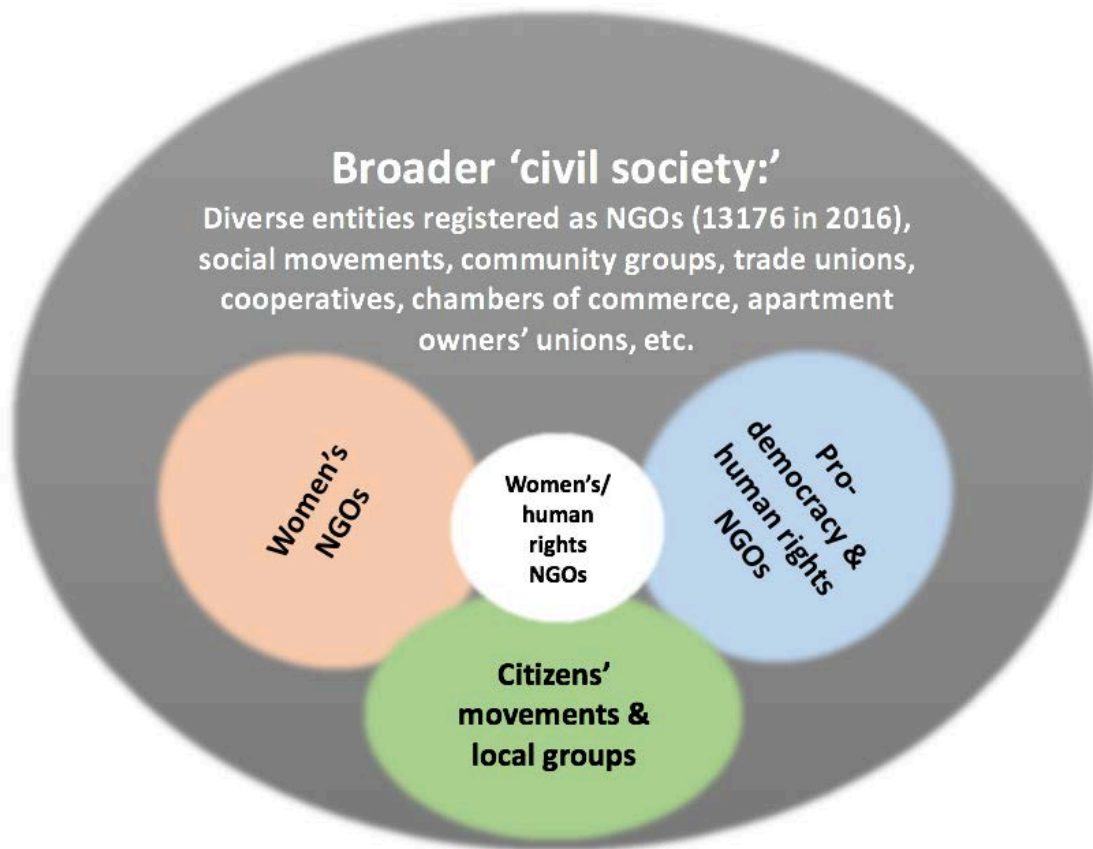 Broader ‘civil society:’
Diverse entities registered as NGOs (13176 in 2016),
social movements, community groups, trade unions,
cooperatives, chambers of commerce, apartment
owners’ unions, etc.
Women’s
NGOs
Women’s/
human
rights
NGOs
Pro-
democracy &
human rights
NGOs
Citizens’
movements &
local groups